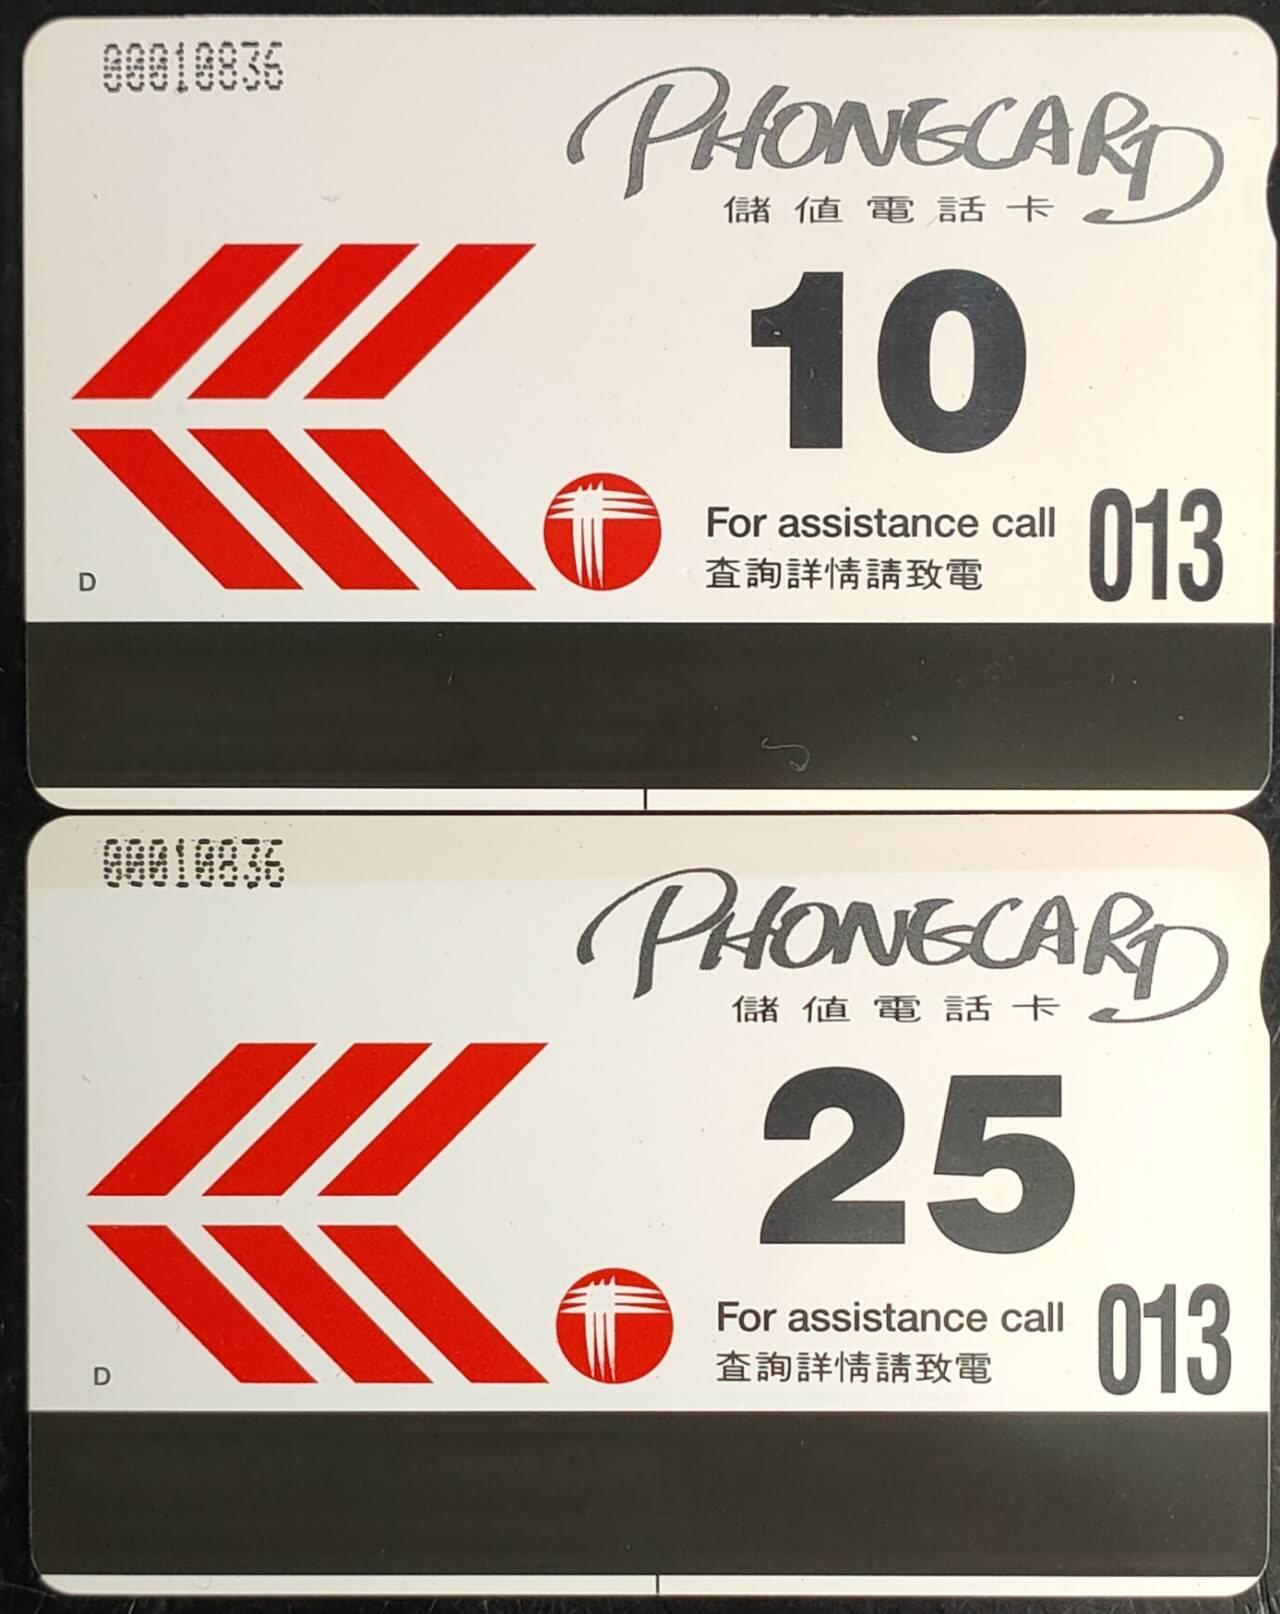 00010836
PHONECARD
儲值電話卡
10
For assistance call 013
查詢詳情請致電
D
00010836
PHONECARD
儲值電話卡
25
For assistance call 013
查詢詳情請致電
D